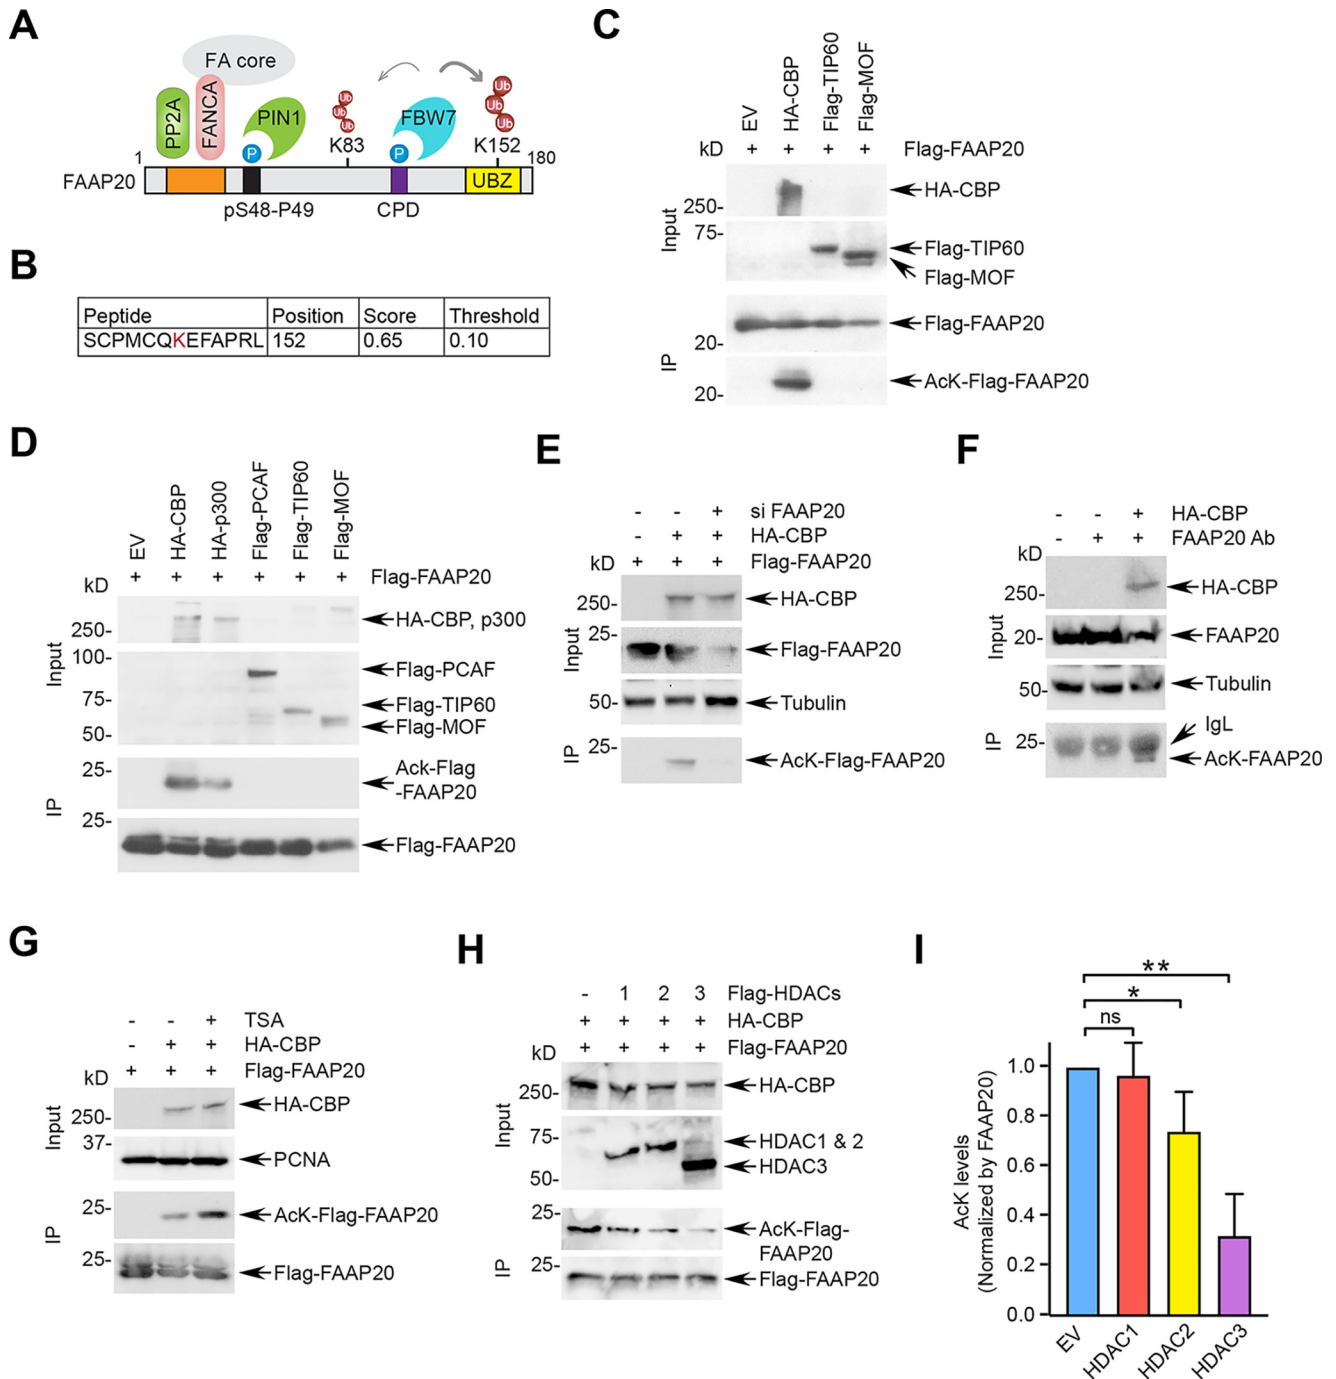 A
FA core
PP2A
FANCA
PIN1
FBW7
Ub
Ub
Ub
Ub
Ub
Ub
P
P
K83
K152
1
180
FAAP20
UBZ
pS48-P49
CPD
B
Peptide Position Score Threshold
SCPMCQKEFAPRL 152 0.65 0.10
C
EV
HA-CBP
Flag-TIP60
Flag-MOF
kD + + + + Flag-FAAP20
HA-CBP
250-
75-
Input
Flag-TIP60
Flag-MOF
Flag-FAAP20
20-
IP
AcK-Flag-FAAP20
20-
D
EV
HA-CBP
HA-p300
Flag-PCAF
Flag-TIP60
Flag-MOF
kD + + + + + + Flag-FAAP20
HA-CBP, p300
250-
Input
100-
Flag-PCAF
75-
Flag-TIP60
Flag-MOF
50-
25-
Ack-Flag
-FAAP20
IP
25-
Flag-FAAP20
E
- - + si FAAP20
- + + HA-CBP
kD + + + Flag-FAAP20
250-
HA-CBP
25-
Input
Flag-FAAP20
50-
Tubulin
25-
IP
AcK-Flag-FAAP20
F
- - + HA-CBP
- + + FAAP20 Ab
kD
250-
HA-CBP
Input
20-
FAAP20
50-
Tubulin
IgL
IP
25-
AcK-FAAP20
G
- - + TSA
- + + HA-CBP
kD + + + Flag-FAAP20
HA-CBP
250-
Input
37-
PCNA
25-
AcK-Flag-FAAP20
IP
25-
Flag-FAAP20
H
- 1 2 3 Flag-HDACs
+ + + + HA-CBP
kD + + + + Flag-FAAP20
250-
HA-CBP
Input
75-
HDAC1 & 2
HDAC3
50-
25-
AcK-Flag-
FAAP20
IP
25-
Flag-FAAP20
I
**
*
ns
AcK levels
(Normalized by FAAP20)
1.0
0.8
0.6
0.4
0.2
0.0
EV
HDAC1
HDAC2
HDAC3